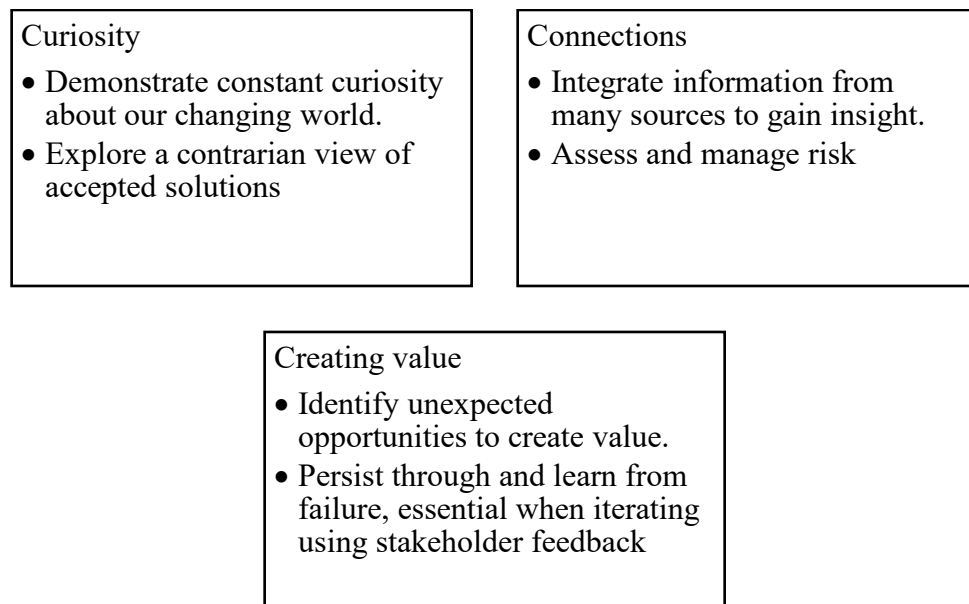 Curiosity
• Demonstrate constant curiosity
about our changing world.
• Explore a contrarian view of
accepted solutions
Connections
• Integrate information from
many sources to gain insight.
• Assess and manage risk
Creating value
• Identify unexpected
opportunities to create value.
• Persist through and learn from
failure, essential when iterating
using stakeholder feedback